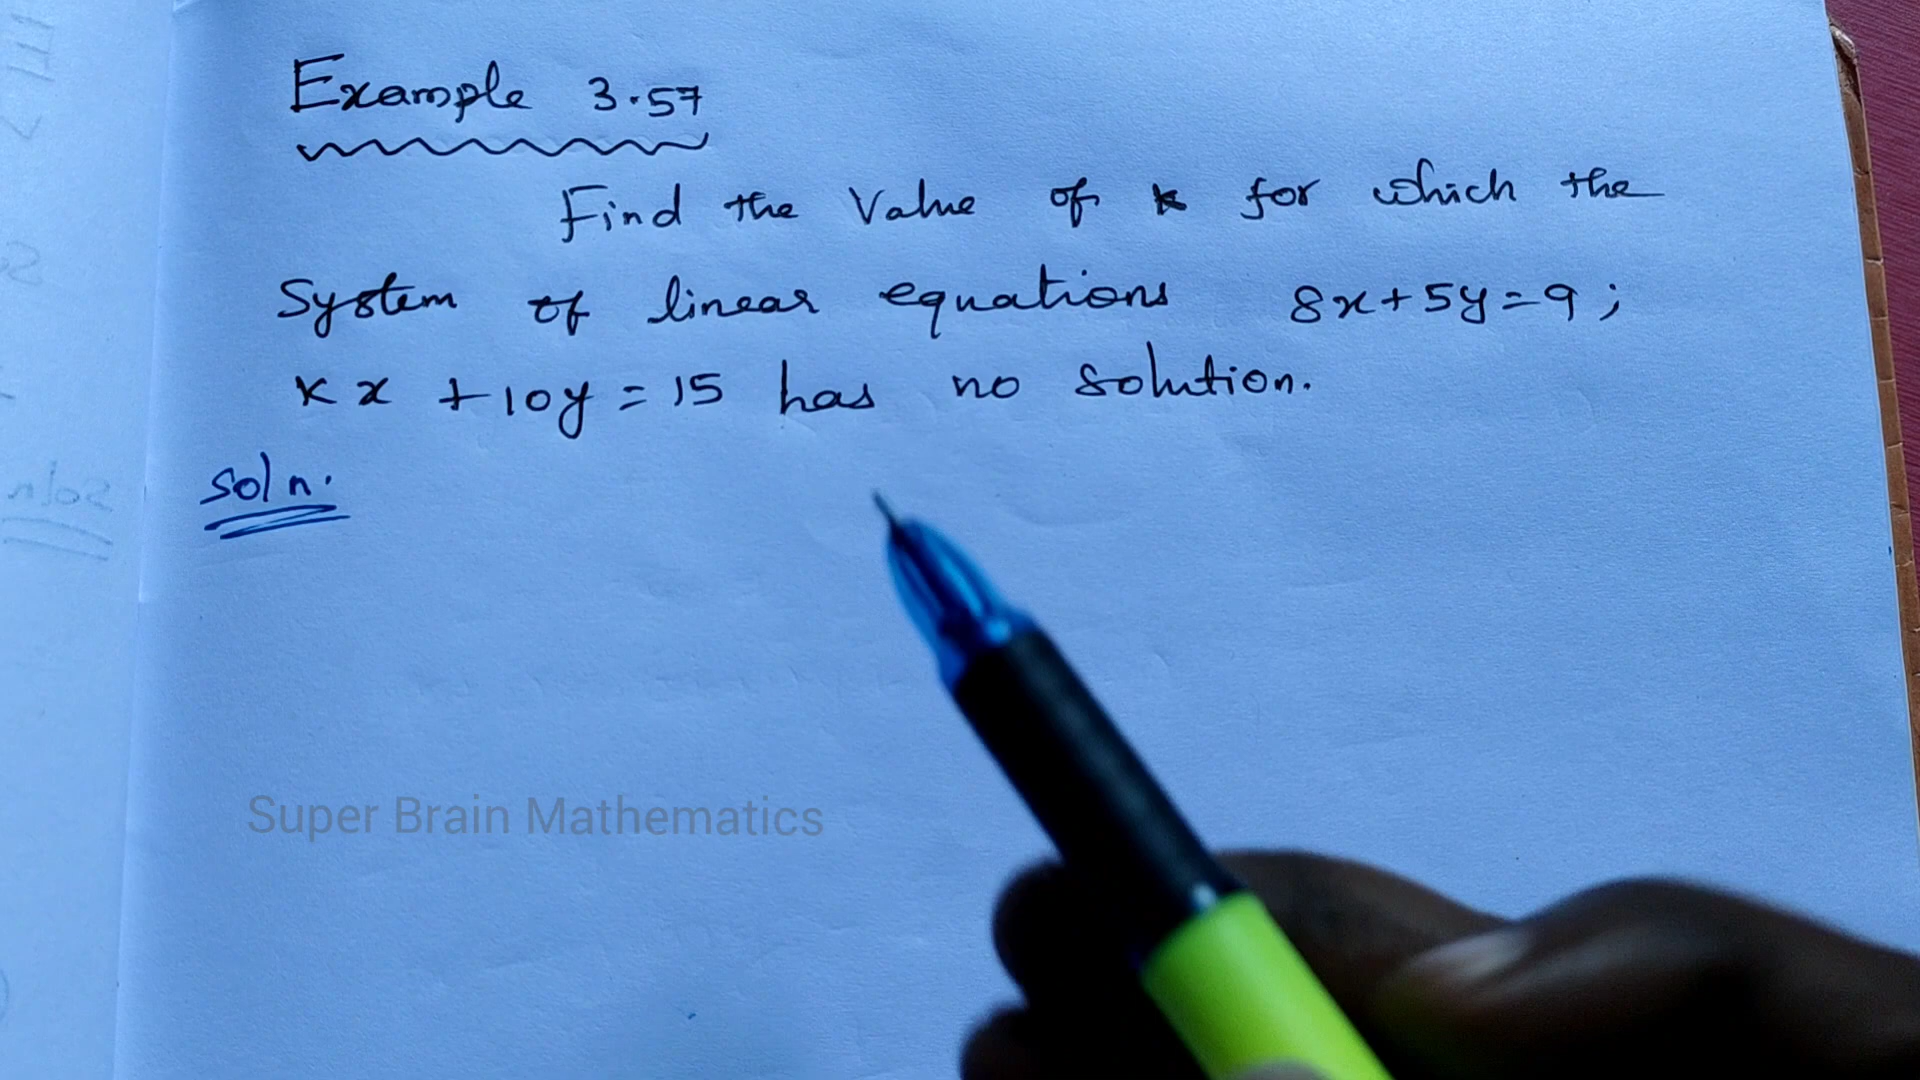 Example 3.57
Find the Value of k for which the
System of linear equations 8x+5y=9;
kx+10y=15 has no solution.
Soln.
Super Brain Mathematics